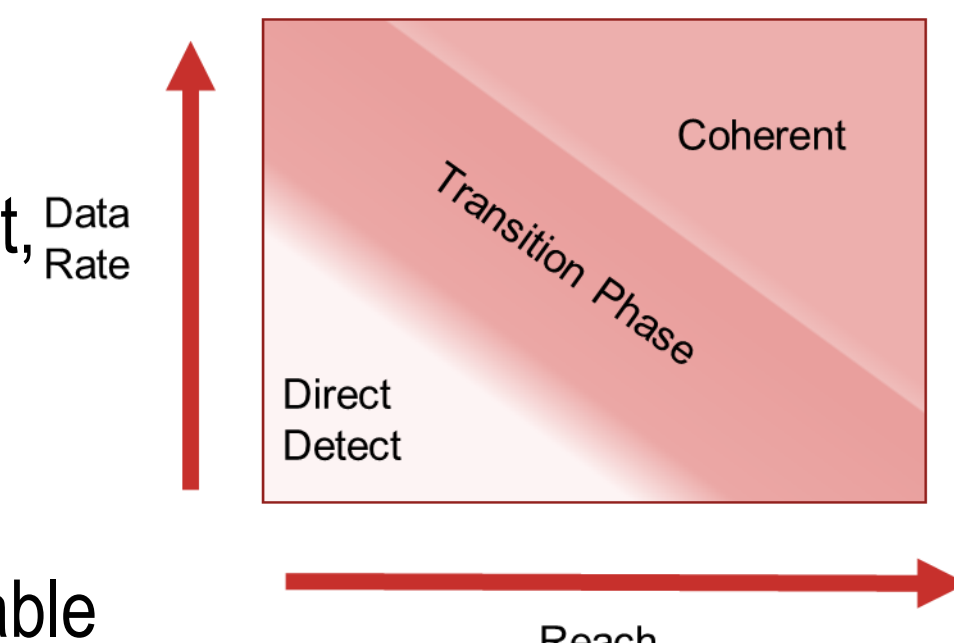 Coherent
Transition Phase
t, Data
Rate
Direct
Detect
able
Reach